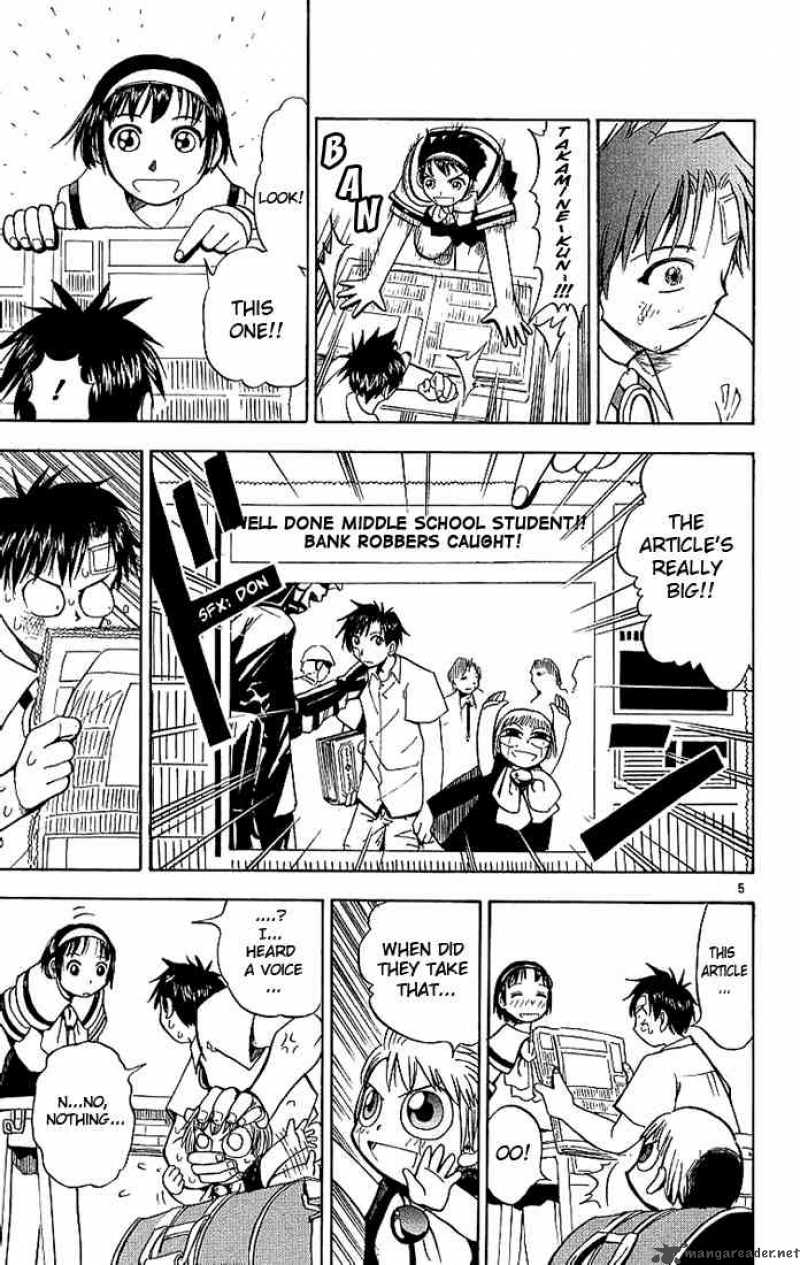 TAKAMINE-KUN!!!
BAN
LOOK!
THIS
ONE!!
!
THE
ARTICLE'S
REALLY
BIG!!
WELL DONE MIDDLE SCHOOL STUDENT!!
BANK ROBBERS CAUGHT!
SFX: DON
5
THIS
ARTICLE
...
OO!
WHEN DID
THEY TAKE
THAT...
....?
I...
HEARD
A VOICE
...
N...NO,
NOTHING...
mangareader.net